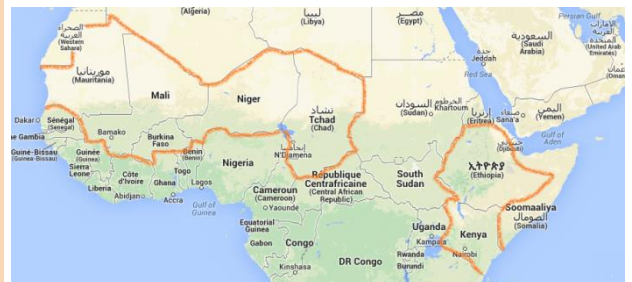 (Algeria)
ليبيا
(Libya)
مصر
(Egypt)
Persian Gulf
الصحراء
الغربية
(Western
Sahara)
السعودية
(Saudi
Arabia)
(United Arab
Emirates)
جدة
Jeddah
Red Sea
عمان
(Oman)
موريتانيا
(Mauritania)
Mali
Niger
تشاد
Tchad
(Chad)
السودان
(Sudan)
الخرطوم
Khartoum
إرتريا
(Eritrea)
صنعاء
Sana'a
اليمن
(Yemen)
Gulf of
Aden
Dakar
Sénégal
(Senegal)
The Gambia
Guiné-Bissau
(Guinea-Bissau)
Bamako
Burkina
Faso
Guinée
(Guinea)
Sierra
Leone
Liberia
Côte
d'Ivoire
Abidjan
Ghana
Accra
Togo
Bénin
(Benin)
Lagos
Nigeria
N'Djamena
Cameroun
(Cameroon)
Yaoundé
République
Centrafricaine
(Central African
Republic)
South
Sudan
ኢትዮጵያ
(Ethiopia)
جيبوتي
(Djibouti)
Soomaaliya
الصومال
(Somalia)
Gulf of
Guinea
Equatorial
Guinea
Gabon
Congo
Kinshasa
DR Congo
Uganda
Kampala
Rwanda
Burundi
Kenya
Nairobi